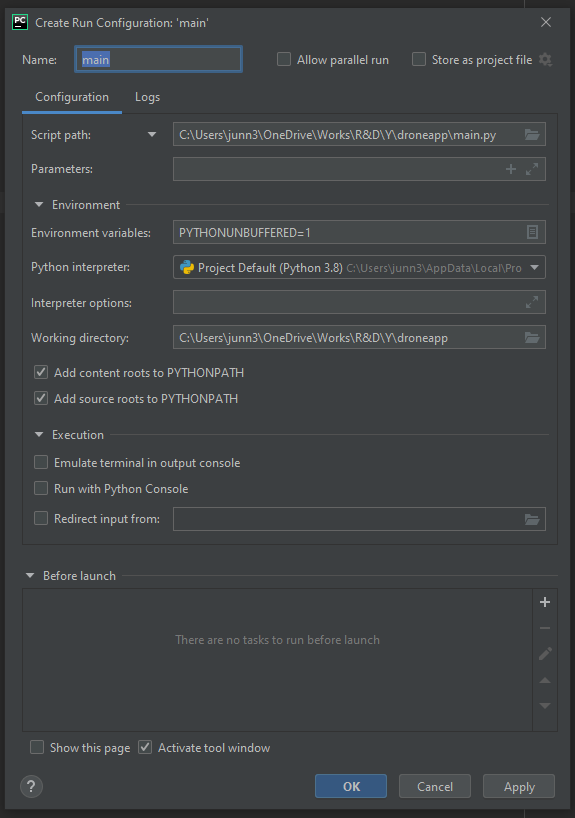 PC Create Run Configuration: 'main'
Name: main Allow parallel run Store as project file
Configuration Logs
Script path: C:\Users\junn3\OneDrive\Works\R&D\Y\droneapp\main.py
Parameters:
Environment
Environment variables: PYTHONUNBUFFERED=1
Python interpreter: Project Default (Python 3.8) C:\Users\junn3\AppData\Local\Pro
Interpreter options:
Working directory: C:\Users\junn3\OneDrive\Works\R&D\Y\droneapp
Add content roots to PYTHONPATH
Add source roots to PYTHONPATH
Execution
Emulate terminal in output console
Run with Python Console
Redirect input from:
Before launch
There are no tasks to run before launch
Show this page Activate tool window
? OK Cancel Apply